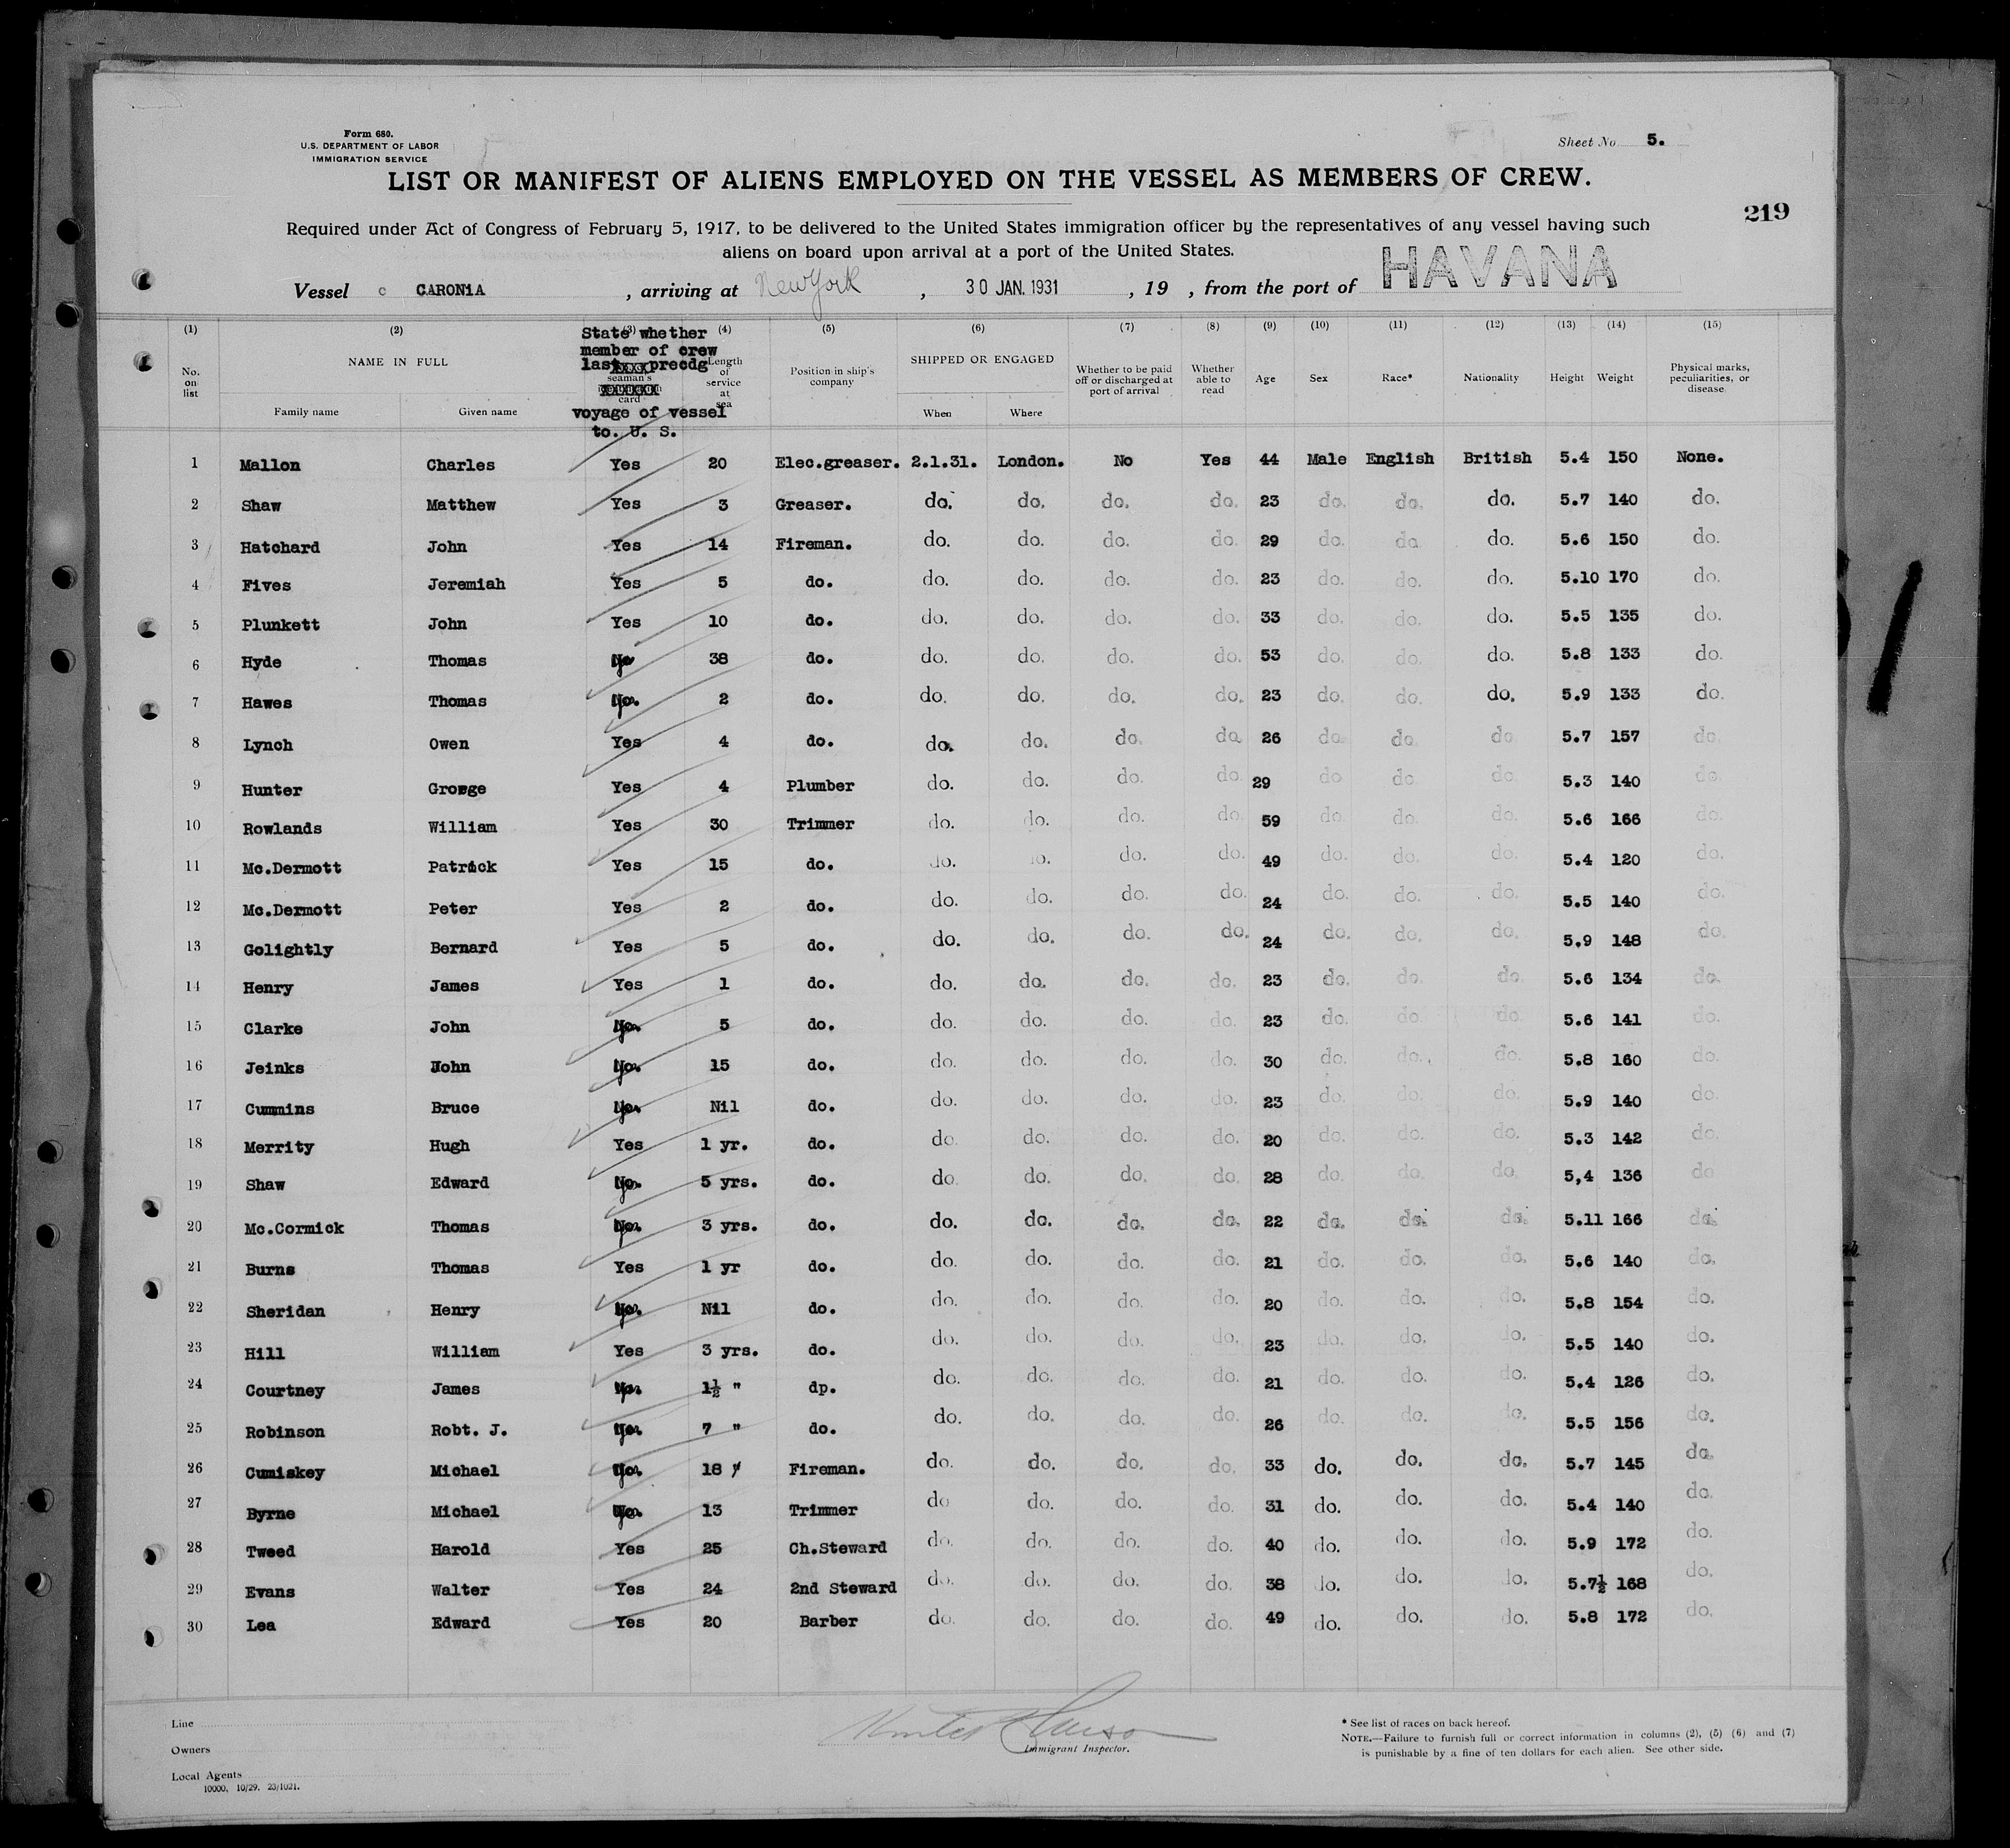 Form 680.
U.S. DEPARTMENT OF LABOR
IMMIGRATION SERVICE
Sheet No. 5.
LIST OR MANIFEST OF ALIENS EMPLOYED ON THE VESSEL AS MEMBERS OF CREW.
219
Required under Act of Congress of February 5, 1917, to be delivered to the United States immigration officer by the representatives of any vessel having such
aliens on board upon arrival at a port of the United States.
Vessel c CARONIA , arriving at New York , 30 JAN. 1931 , 19 , from the port of HAVANA
(1) (2) (3) (4) (5) (6) (7) (8) (9) (10) (11) (12) (13) (14) (15)
No. on list NAME IN FULL Family name Given name State whether member of crew last precdg voyage of vessel to. U. S. seaman's card Length of service at sea Position in ship's company SHIPPED OR ENGAGED When Where Whether to be paid off or discharged at port of arrival Whether able to read Age Sex Race* Nationality Height Weight Physical marks, peculiarities, or disease
1 Mallon Charles Yes 20 Elec.greaser. 2.1.31. London. No Yes 44 Male English British 5.4 150 None.
2 Shaw Matthew Yes 3 Greaser. do. do. do. do. 23 do. do. do. 5.7 140 do.
3 Hatchard John Yes 14 Fireman. do. do. do. do. 29 do. do do. 5.6 150 do.
4 Fives Jeremiah Yes 5 do. do. do. do. do. 23 do. do. do. 5.10 170 do.
5 Plunkett John Yes 10 do. do. do. do. do. 33 do. do. do. 5.5 135 do.
6 Hyde Thomas 38 do. do. do. do. do. 53 do. do. do. 5.8 133 do.
7 Hawes Thomas 2 do. do. do. do. do. 23 do. do. do. 5.9 133 do.
8 Lynch Owen Yes 4 do. do. do. do. do. 26 do. do. do 5.7 157 do.
9 Hunter Growge Yes 4 Plumber do. do. do. do. 29 do do do. 5.3 140 do.
10 Rowlands William Yes 30 Trimmer do. do. do. do. 59 do. do. do. 5.6 166 do.
11 Mc.Dermott Patrick Yes 15 do. do. do. do. do. 49 do. do. do. 5.4 120 do.
12 Mc.Dermott Peter Yes 2 do. do. do. do. do. 24 do. do. do. 5.5 140 do.
13 Golightly Bernard Yes 5 do. do. do. do. do. 24 do. do. do. 5.9 148 do.
14 Henry James Yes 1 do. do. do. do. do. 23 do. do. do. 5.6 134 do.
15 Clarke John 5 do. do. do. do. do. 23 do. do. do. 5.6 141 do.
16 Jeinks John 15 do. do. do. do. do. 30 do. do. do. 5.8 160 do.
17 Cummins Bruce Nil do. do. do. do. do. 23 do. do. do. 5.9 140 do.
18 Merrity Hugh Yes 1 yr. do. do. do. do. do. 20 do. do. do. 5.3 142 do.
19 Shaw Edward 5 yrs. do. do. do. do. do. 28 do. do. do. 5,4 136 do
20 Mc.Cormick Thomas 3 yrs. do. do. do. do. do. 22 do. do. do. 5.11 166 do.
21 Burns Thomas Yes 1 yr do. do. do. do. do. 21 do. do. do. 5.6 140 do.
22 Sheridan Henry Nil do. do. do. do. do. 20 do. do. do. 5.8 154 do.
23 Hill William Yes 3 yrs. do. do. do. do. do. 23 do. do. do. 5.5 140 do.
24 Courtney James 1½ " dp. do. do. do. do. 21 do. do. do. 5.4 126 do.
25 Robinson Robt. J. 7 " do. do. do. do. do. 26 do. do. do. 5.5 156 do.
26 Cumiskey Michael 18 Fireman. do. do. do. do. 33 do. do. do. 5.7 145 do.
27 Byrne Michael 13 Trimmer do do. do. do. 31 do. do. do. 5.4 140 do.
28 Tweed Harold Yes 25 Ch.Steward do. do. do. do. 40 do. do. do. 5.9 172 do.
29 Evans Walter Yes 24 2nd Steward do. do. do. do. 38 do. do. do. 5.7½ 168 do.
30 Lea Edward Yes 20 Barber do. do. do. do. 49 do. do. do. 5.8 172 do.
Line
Owners
Local Agents
10000, 10/29. 23/1021.
Immigrant Inspector.
* See list of races on back hereof.
NOTE.—Failure to furnish full or correct information in columns (2), (5) (6) and (7)
is punishable by a fine of ten dollars for each alien. See other side.